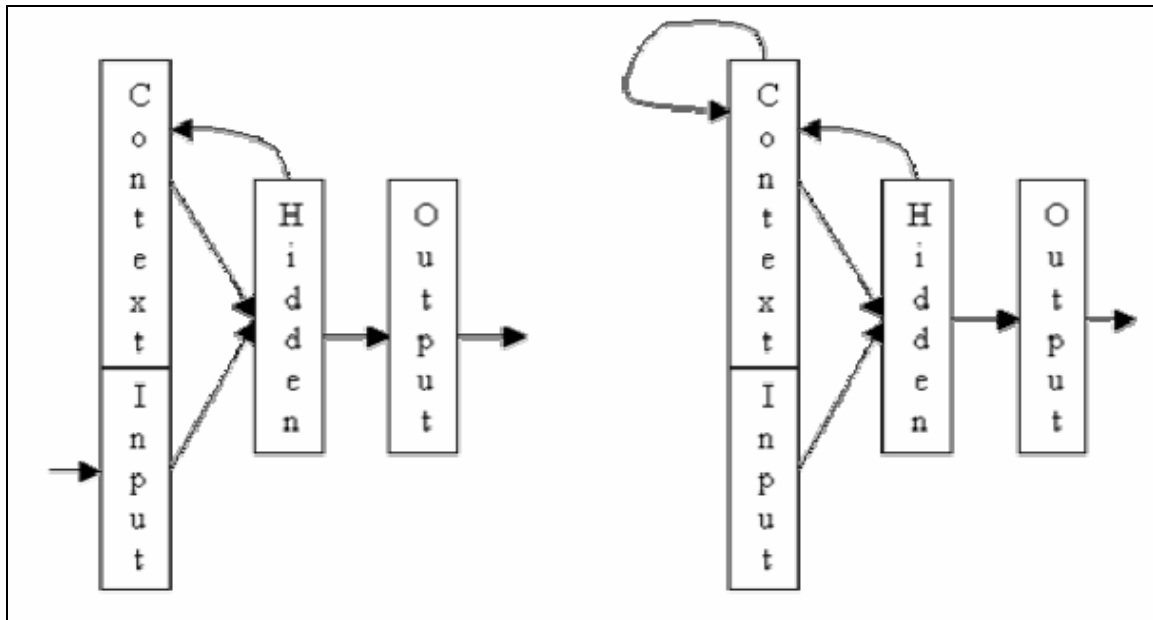 Context
Input
Hidden
Output
Context
Input
Hidden
Output